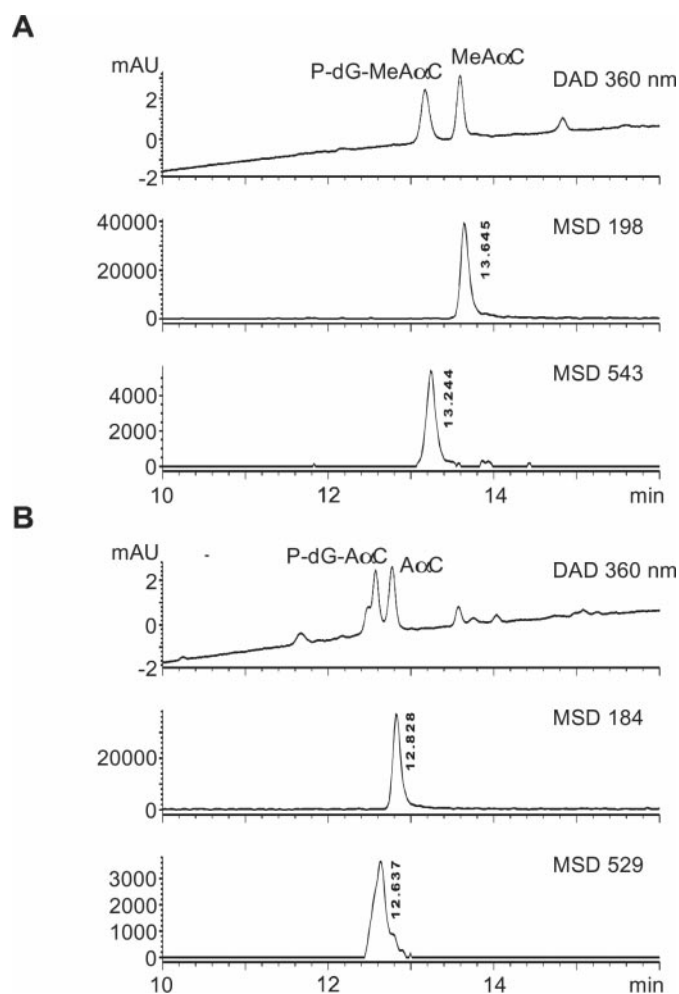 A
mAU
P-dG-MeAαC
MeAαC
DAD 360 nm
2
0
-2
MSD 198
40000
20000
0
13.645
MSD 543
4000
2000
0
13.244
10
12
14
min
B
mAU
-
P-dG-AαC
AαC
DAD 360 nm
2
0
-2
MSD 184
20000
0
12.828
MSD 529
3000
2000
1000
0
12.637
10
12
14
min